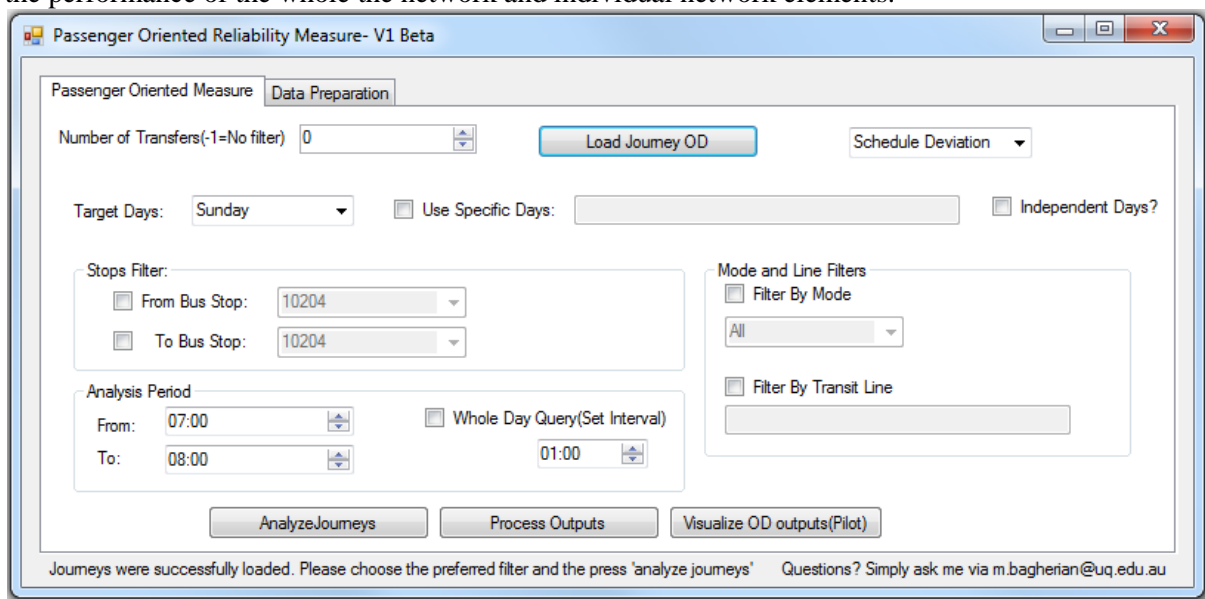 the performance of the whole the network and individual network elements.
Passenger Oriented Reliability Measure- V1 Beta
Passenger Oriented Measure Data Preparation
Number of Transfers(-1=No filter) 0 Load Journey OD Schedule Deviation
Target Days: Sunday Use Specific Days: Independent Days?
Stops Filter: Mode and Line Filters
From Bus Stop: 10204 Filter By Mode
To Bus Stop: 10204 All
Analysis Period Filter By Transit Line
From: 07:00 Whole Day Query(Set Interval)
To: 08:00 01:00
AnalyzeJourneys Process Outputs Visualize OD outputs(Pilot)
Journeys were successfully loaded. Please choose the preferred filter and the press 'analyze journeys' Questions? Simply ask me via m.bagherian@uq.edu.au